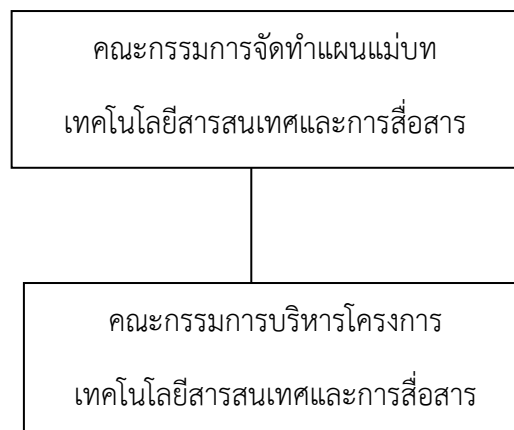 คณะกรรมการจัดทำแผนแม่บท
เทคโนโลยีสารสนเทศและการสื่อสาร
คณะกรรมการบริหารโครงการ
เทคโนโลยีสารสนเทศและการสื่อสาร